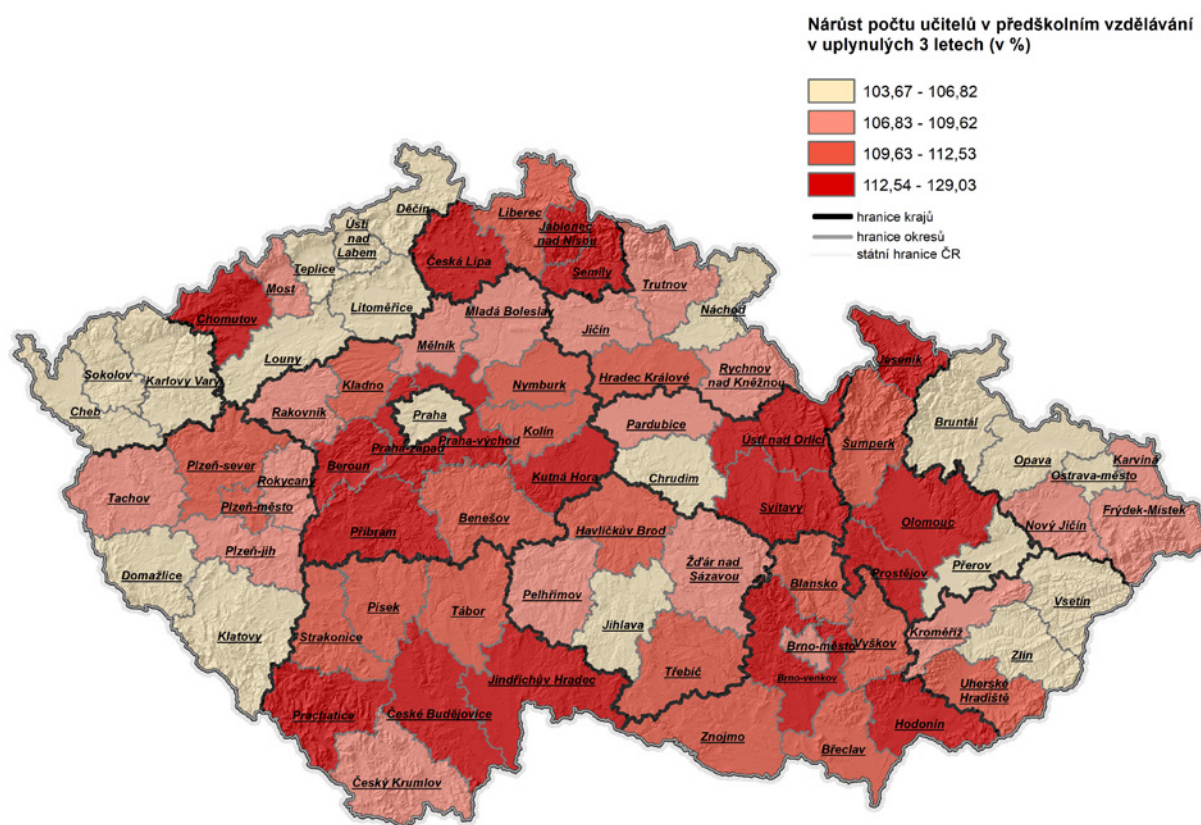 Nárůst počtu učitelů v předškolním vzdělávání
v uplynulých 3 letech (v %)
103,67 - 106,82
106,83 - 109,62
109,63 - 112,53
112,54 - 129,03
hranice krajů
hranice okresů
státní hranice ČR
Děčín
Ústí
nad
Labem
Teplice
Liberec
Jablonec
nad Nisou
Semily
Česká Lípa
Most
Chomutov
Litoměřice
Louny
Trutnov
Náchod
Mladá Boleslav
Jičín
Mělník
Jeseník
Sokolov
Karlovy Vary
Cheb
Rakovník
Kladno
Nymburk
Hradec Králové
Rychnov
nad Kněžnou
Praha
Pardubice
Kolín
Praha-východ
Praha-západ
Beroun
Ústí nad Orlicí
Šumperk
Bruntál
Opava
Karviná
Ostrava-město
Plzeň-sever
Rokycany
Tachov
Plzeň-město
Kutná Hora
Chrudim
Svitavy
Olomouc
Nový Jičín
Frýdek-Místek
Příbram
Benešov
Havlíčkův Brod
Plzeň-jih
Domažlice
Žďár nad
Sázavou
Prostějov
Přerov
Blansko
Vsetín
Klatovy
Písek
Tábor
Pelhřimov
Jihlava
Strakonice
Brno-město
Vyškov
Kroměříž
Zlín
Třebíč
Brno-venkov
Jindřichův Hradec
Uherské
Hradiště
Prachatice
České Budějovice
Hodonín
Znojmo
Břeclav
Český Krumlov